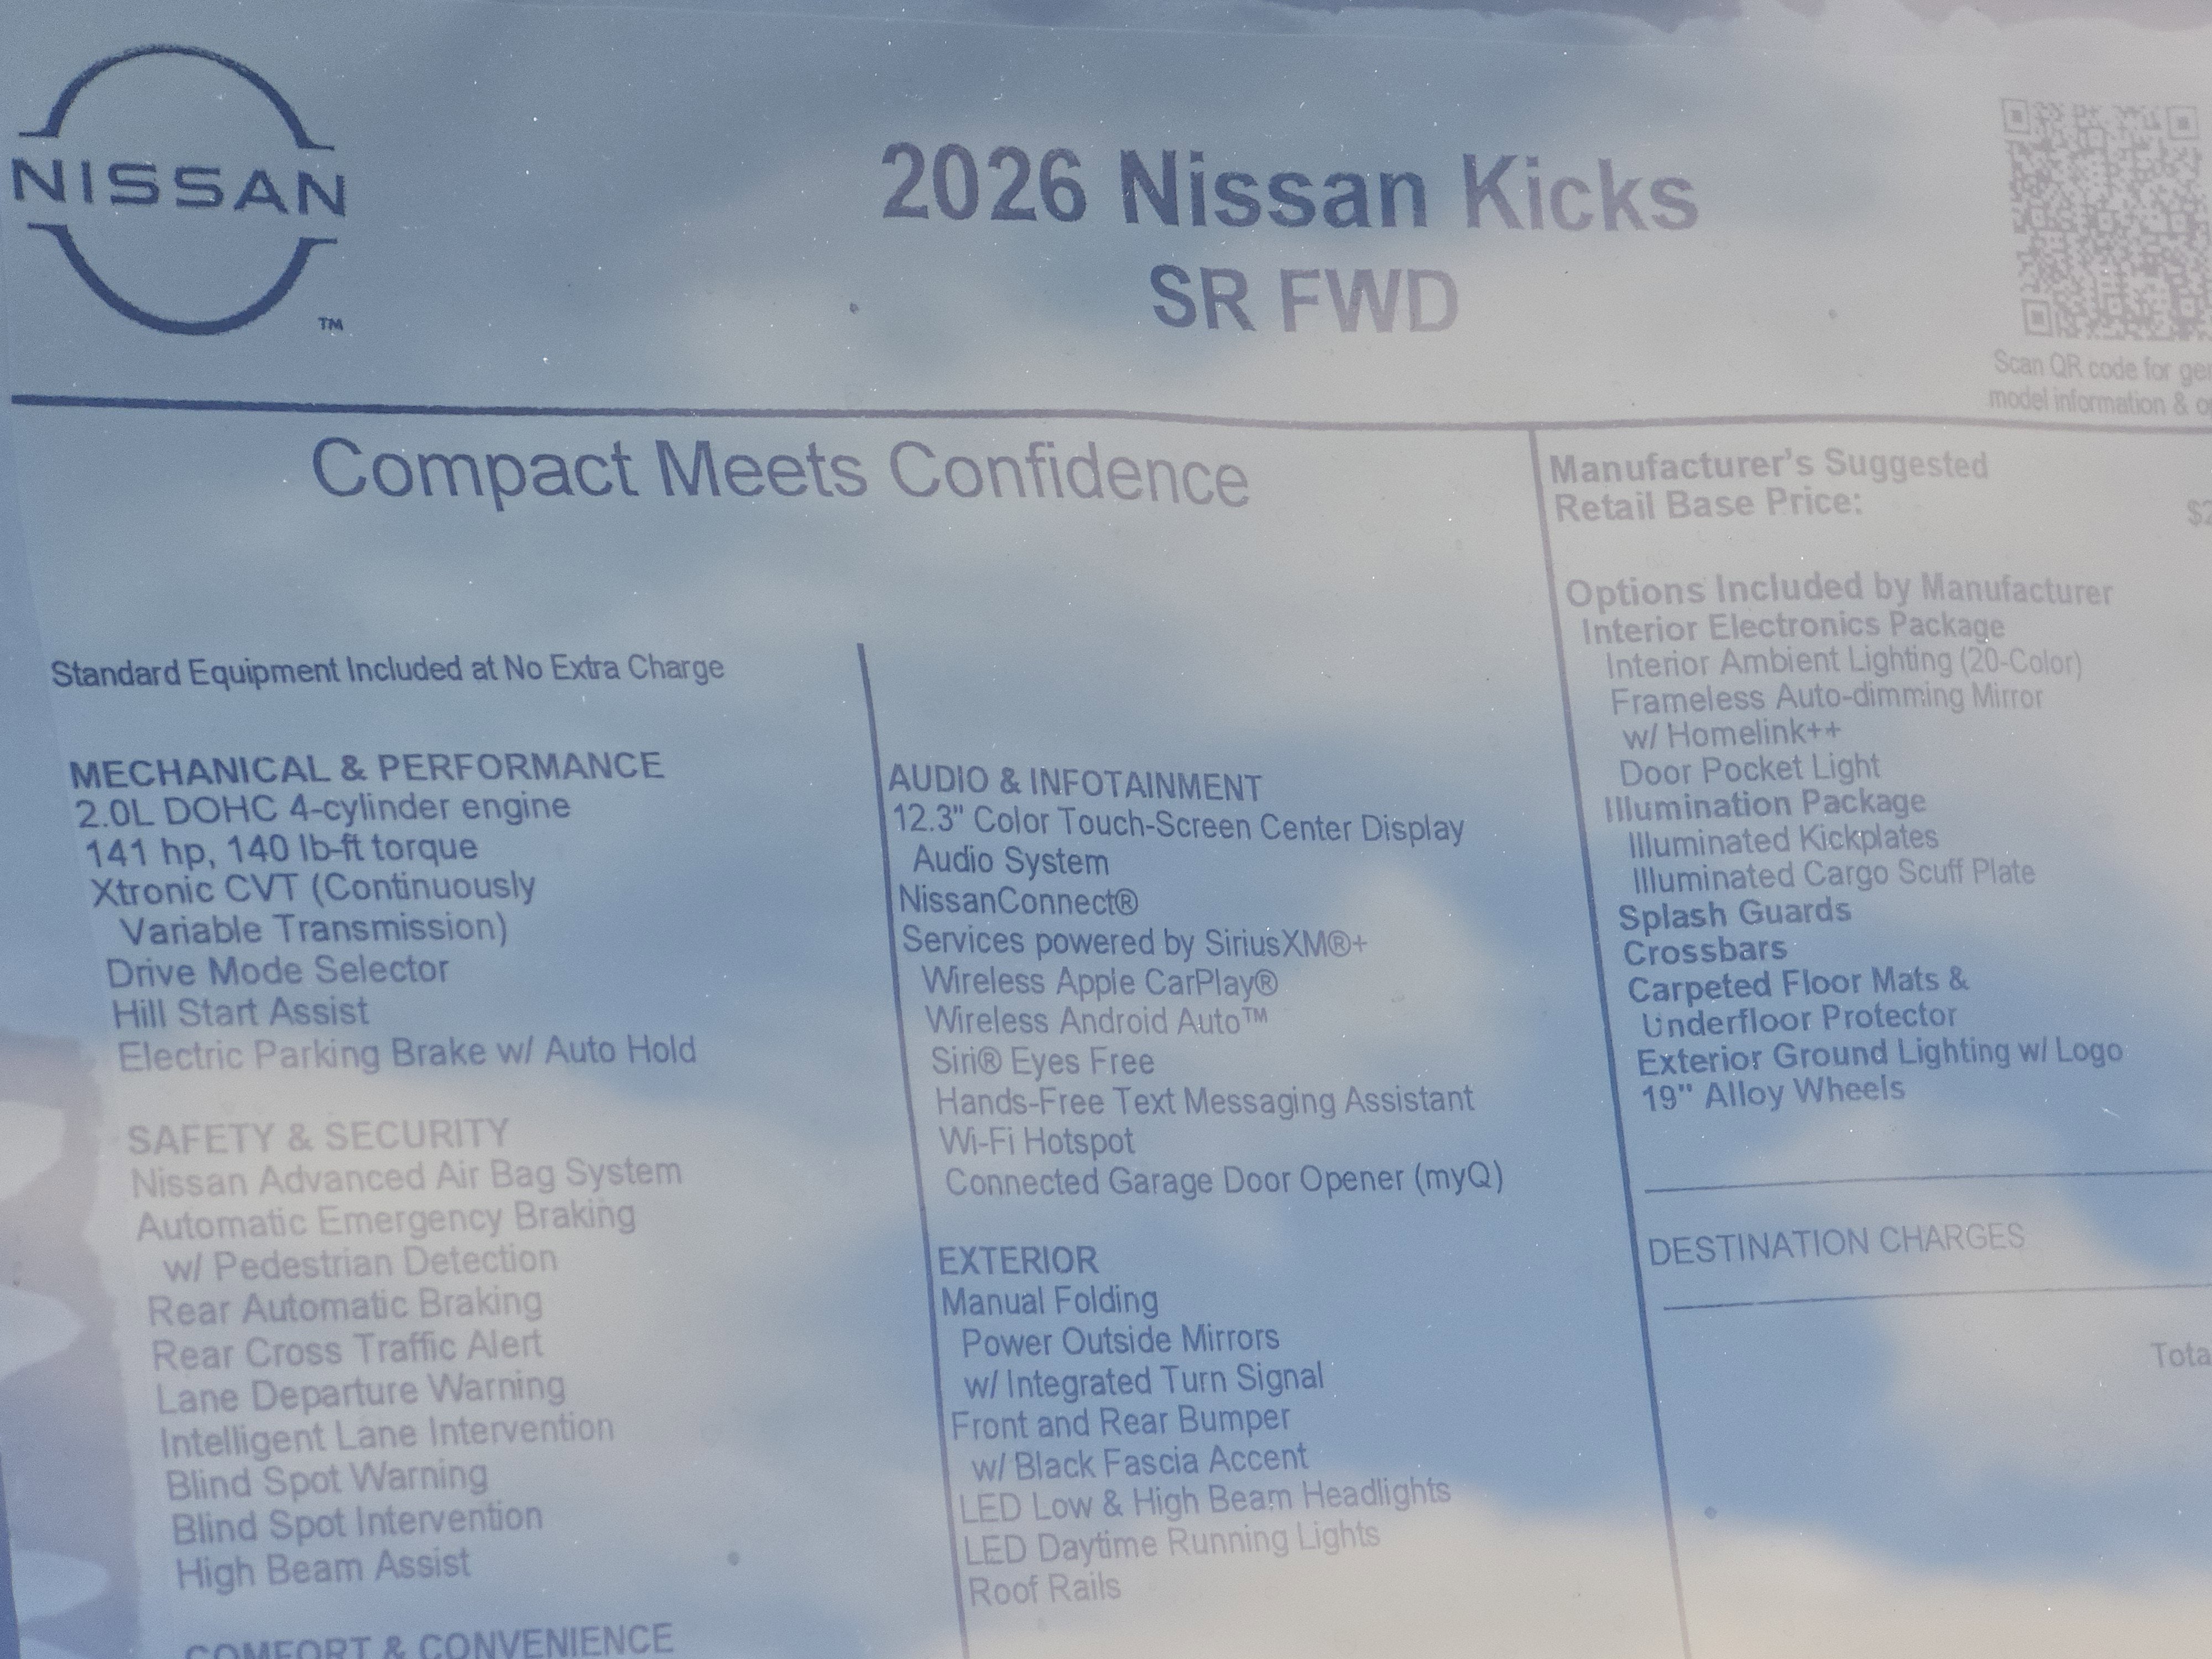 NISSAN
TM
2026 Nissan Kicks
SR FWD
Scan QR code for
model information &
Compact Meets Confidence
Standard Equipment Included at No Extra Charge
MECHANICAL & PERFORMANCE
2.0L DOHC 4-cylinder engine
141 hp, 140 lb-ft torque
Xtronic CVT (Continuously
Variable Transmission)
Drive Mode Selector
Hill Start Assist
Electric Parking Brake w/ Auto Hold
SAFETY & SECURITY
Nissan Advanced Air Bag System
Automatic Emergency Braking
w/ Pedestrian Detection
Rear Automatic Braking
Rear Cross Traffic Alert
Lane Departure Warning
Intelligent Lane Intervention
Blind Spot Warning
Blind Spot Intervention
High Beam Assist
COMFORT & CONVENIENCE
AUDIO & INFOTAINMENT
12.3" Color Touch-Screen Center Display
Audio System
NissanConnect®
Services powered by SiriusXM®+
Wireless Apple CarPlay®
Wireless Android Auto™
Siri® Eyes Free
Hands-Free Text Messaging Assistant
Wi-Fi Hotspot
Connected Garage Door Opener (myQ)
EXTERIOR
Manual Folding
Power Outside Mirrors
w/ Integrated Turn Signal
Front and Rear Bumper
w/ Black Fascia Accent
LED Low & High Beam Headlights
LED Daytime Running Lights
Roof Rails
Manufacturer's Suggested
Retail Base Price:
$2
Options Included by Manufacturer
Interior Electronics Package
Interior Ambient Lighting (20-Color)
Frameless Auto-dimming Mirror
w/ Homelink++
Door Pocket Light
Illumination Package
Illuminated Kickplates
Illuminated Cargo Scuff Plate
Splash Guards
Crossbars
Carpeted Floor Mats &
Underfloor Protector
Exterior Ground Lighting w/ Logo
19" Alloy Wheels
DESTINATION CHARGES
Tota